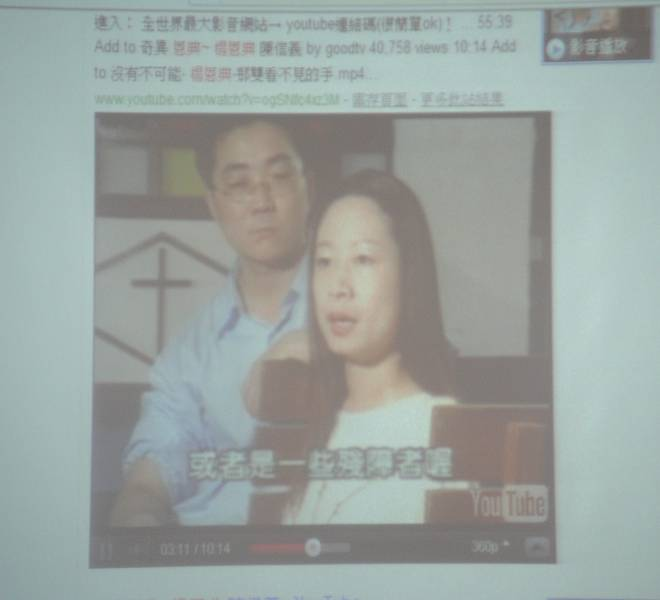 進入： 全世界最大影音網站→ youtube連結碼(很簡單ok)！ ... 55:39
Add to 奇異 恩典~ 楊恩典 陳信義 by goodtv 40,758 views 10:14 Add
to 沒有不可能- 楊恩典-那雙看不見的手.mp4...
www.youtube.com/watch?v=ogSNfc4xz3M - 庫存頁面 - 更多此站結果
影音播放
或者是一些殘障者喔
YouTube
03:11 / 10:14
360p